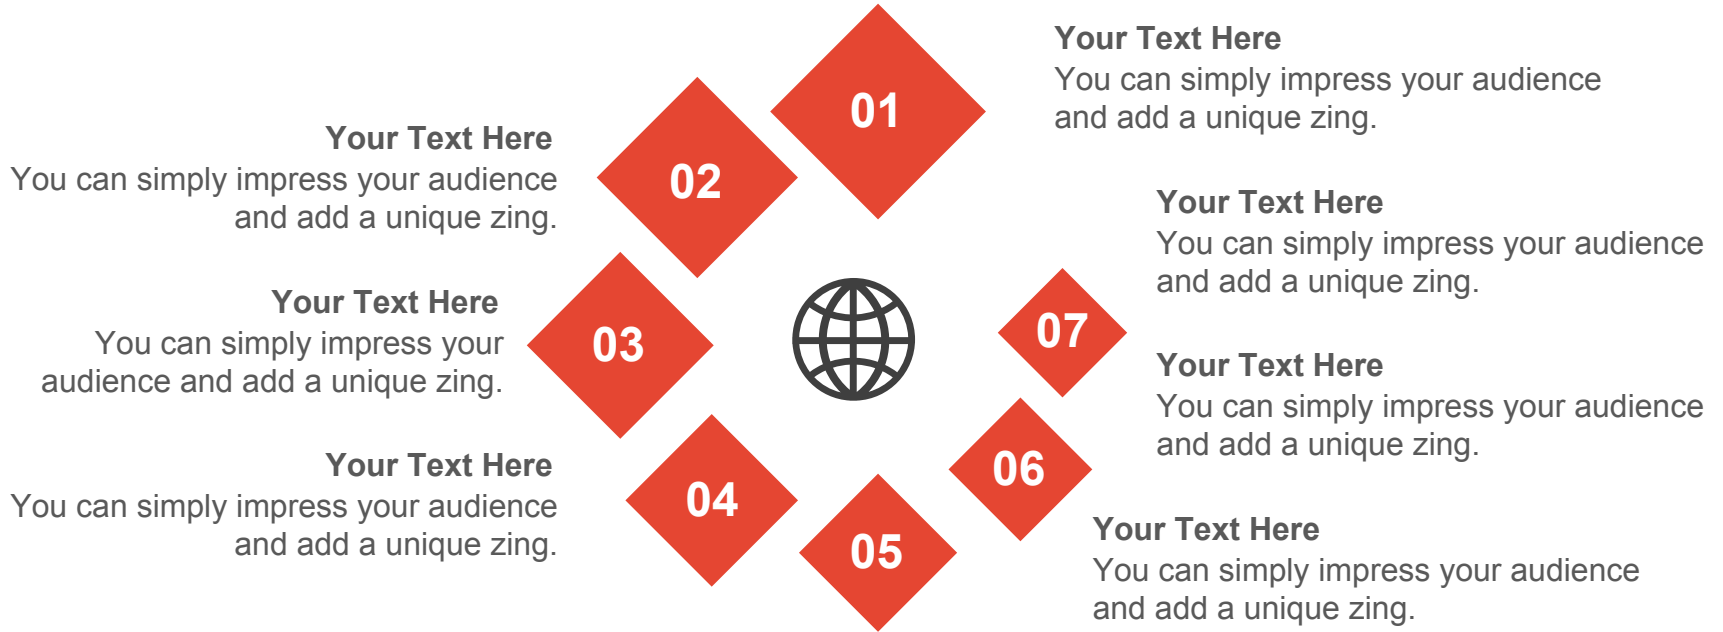 01
Your Text Here
You can simply impress your audience
and add a unique zing.
02
Your Text Here
You can simply impress your audience
and add a unique zing.
03
Your Text Here
You can simply impress your
audience and add a unique zing.
04
Your Text Here
You can simply impress your audience
and add a unique zing.
05
Your Text Here
You can simply impress your audience
and add a unique zing.
06
Your Text Here
You can simply impress your audience
and add a unique zing.
07
Your Text Here
You can simply impress your audience
and add a unique zing.